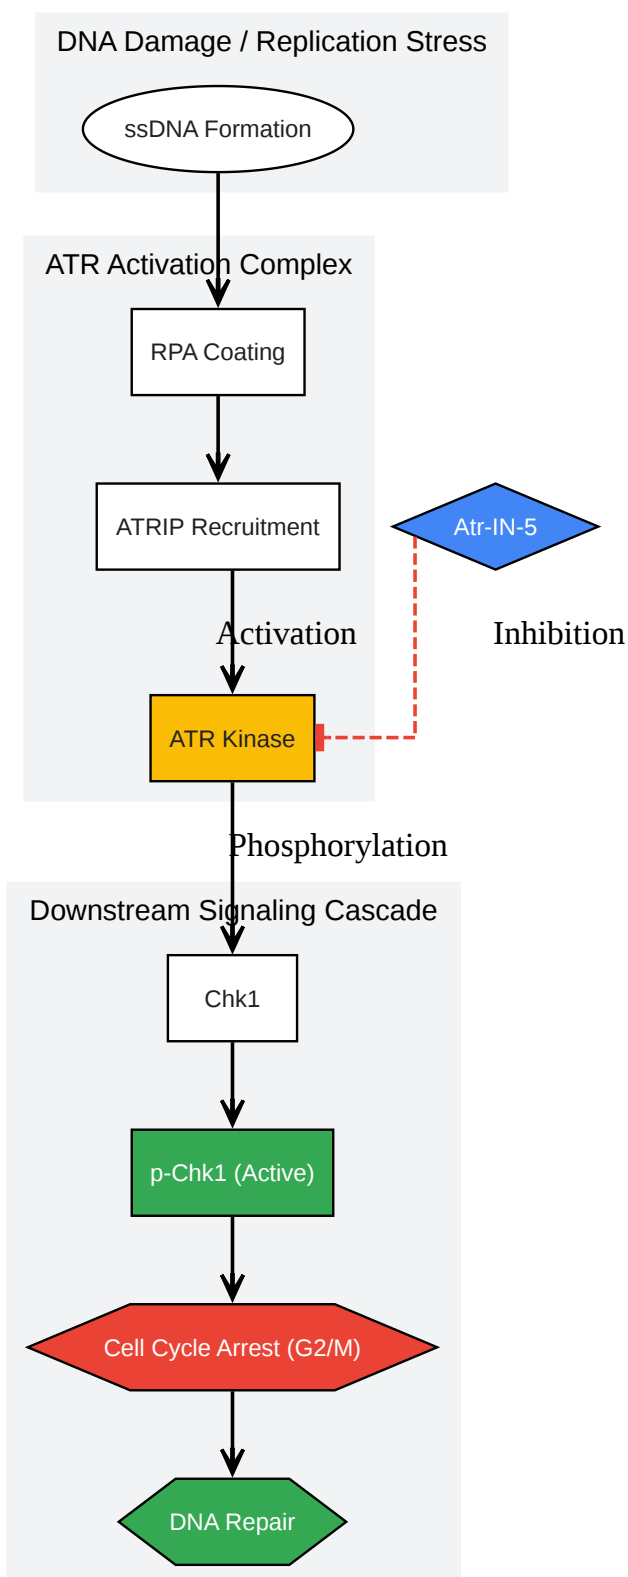 DNA Damage / Replication Stress
ssDNA Formation
ATR Activation Complex
RPA Coating
ATRIP Recruitment
Atr-IN-5
Activation
Inhibition
ATR Kinase
Phosphorylation
Downstream Signaling Cascade
Chk1
p-Chk1 (Active)
Cell Cycle Arrest (G2/M)
DNA Repair